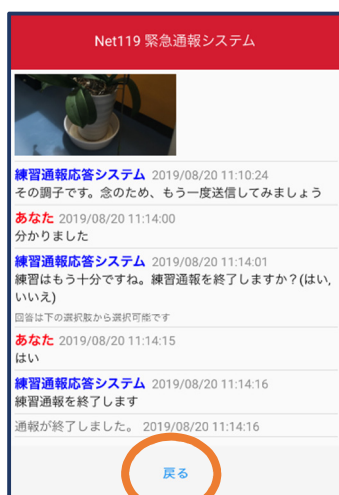 Net119 緊急通報システム
練習通報応答システム 2019/08/20 11:10:24
その調子です。念のため、もう一度送信してみましょう
あなた 2019/08/20 11:14:00
分かりました
練習通報応答システム 2019/08/20 11:14:01
練習はもう十分ですね。練習通報を終了しますか？(はい,
いいえ)
回答は下の選択肢から選択可能です
あなた 2019/08/20 11:14:15
はい
練習通報応答システム 2019/08/20 11:14:16
練習通報を終了します
通報が終了しました。 2019/08/20 11:14:16
戻る